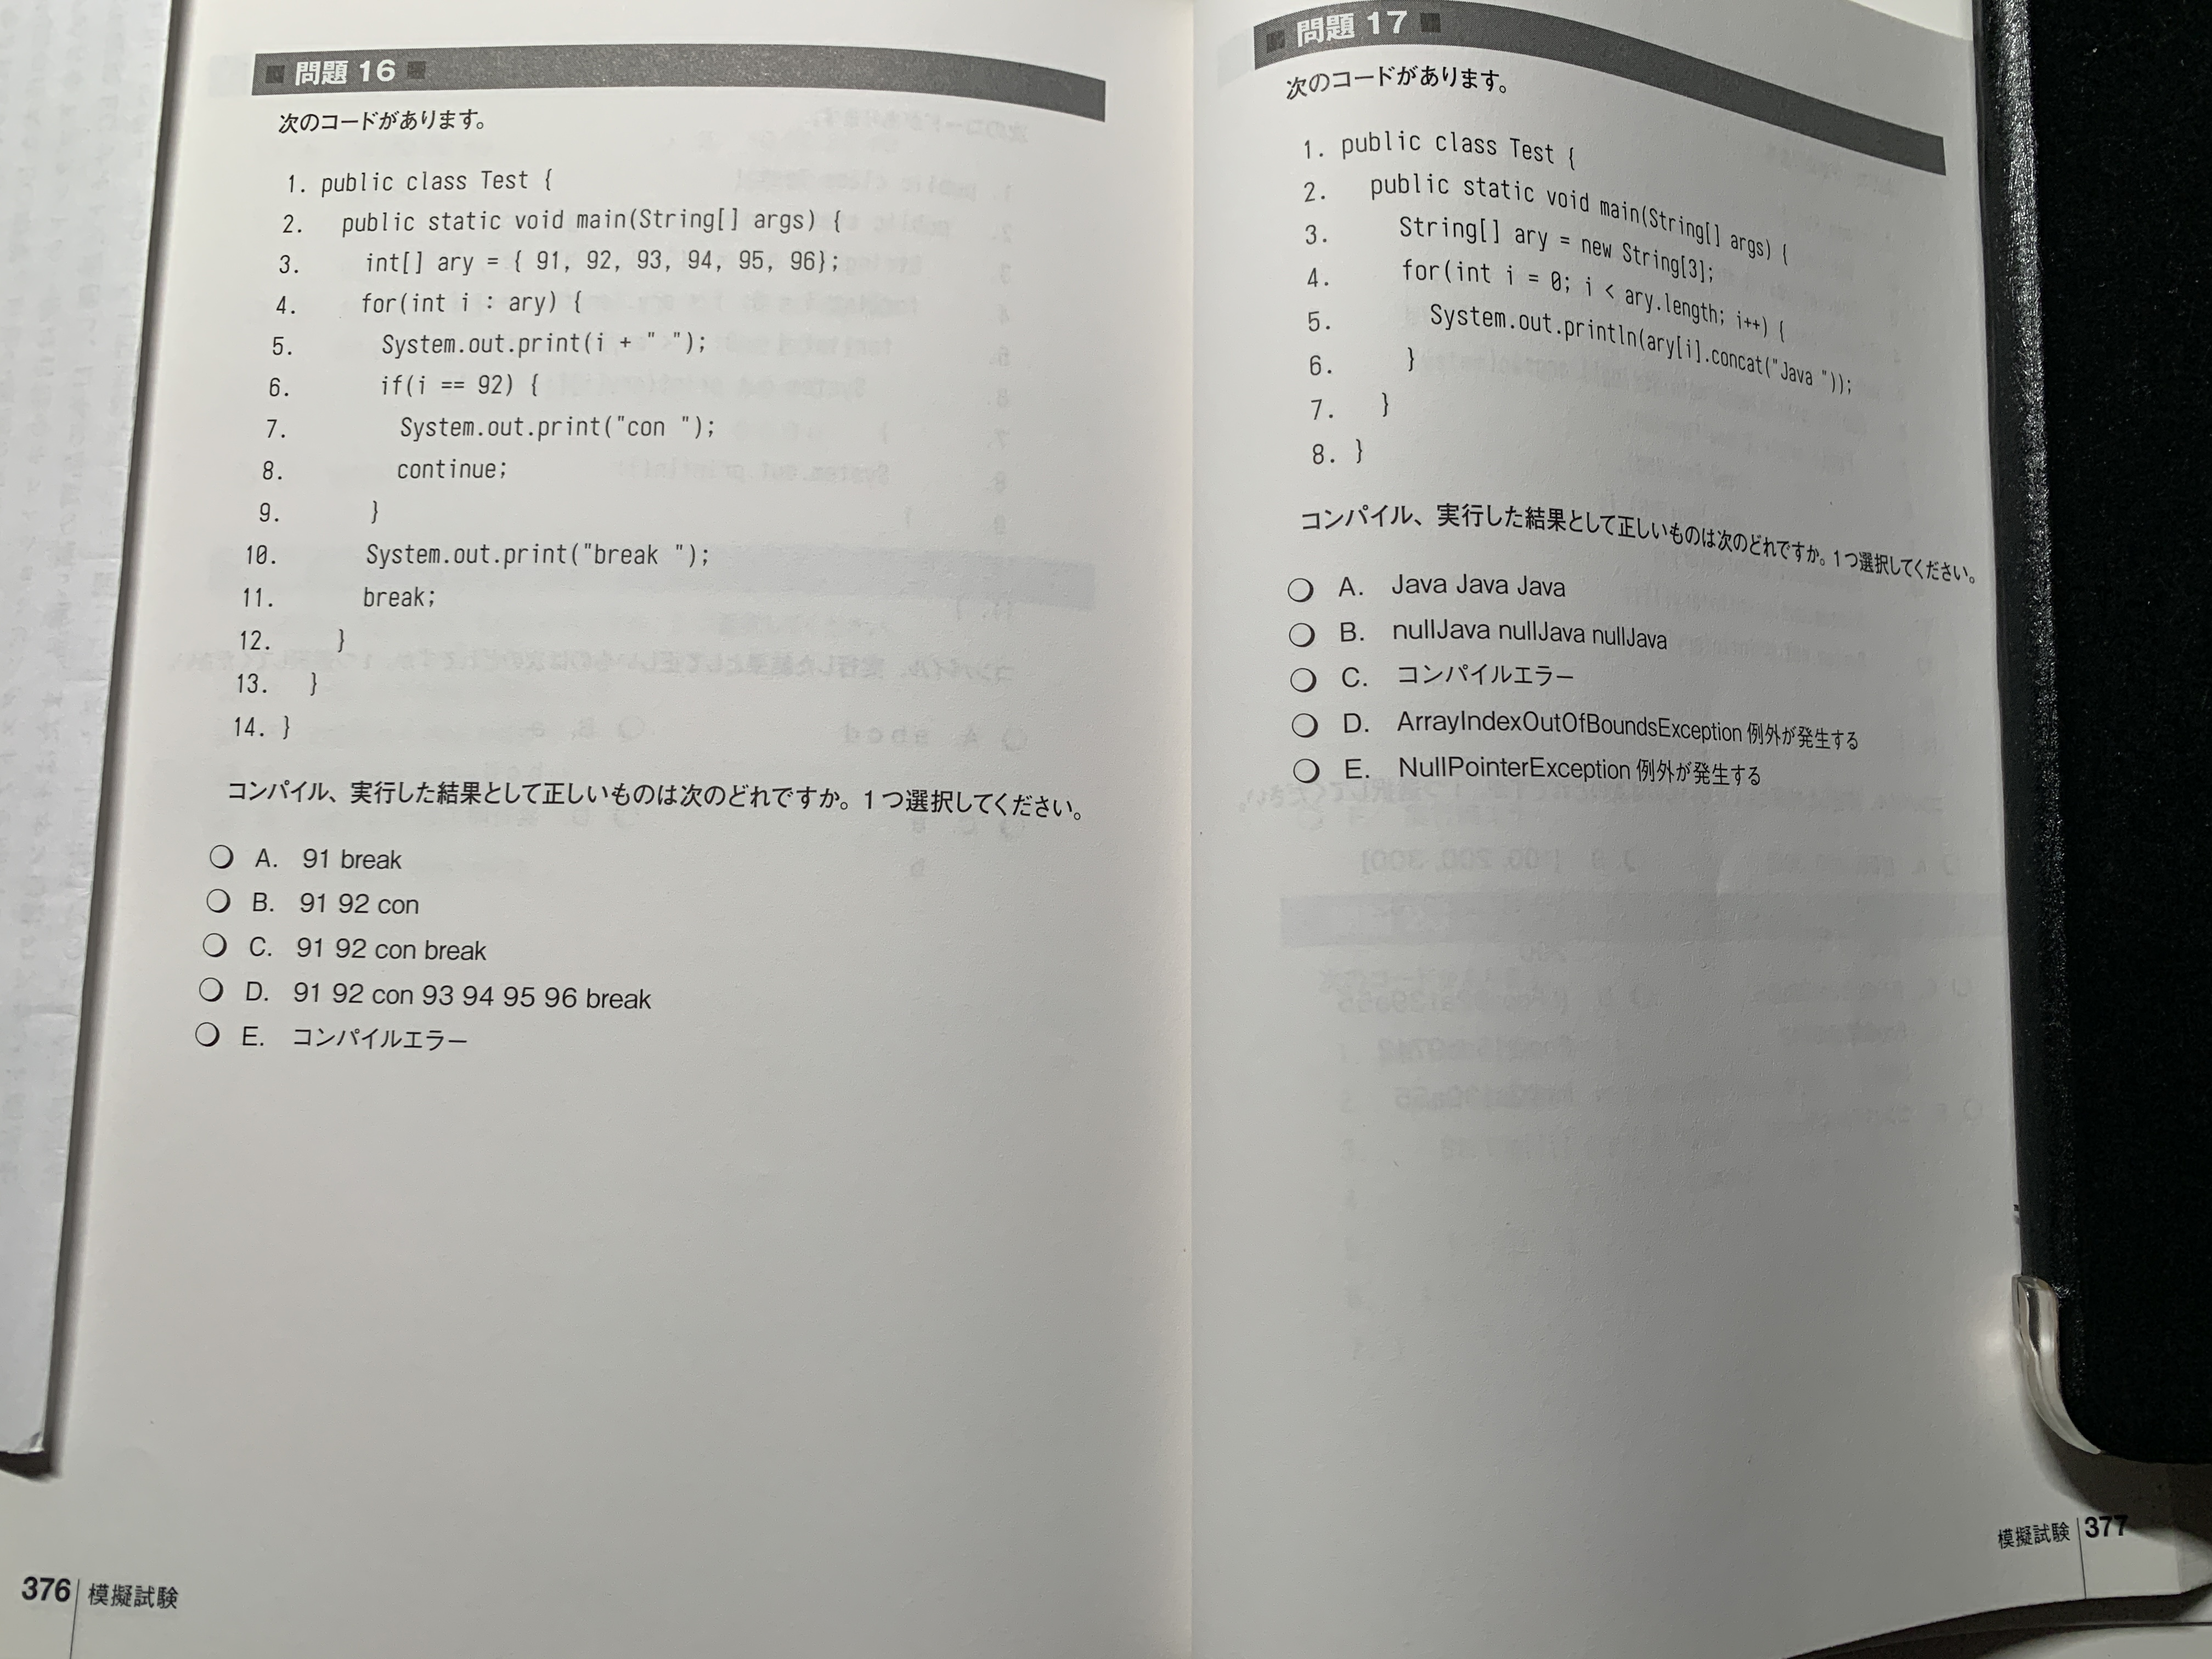 問題 16
次のコードがあります。
1. public class Test {
2. public static void main(String[] args) {
3. int[] ary = { 91, 92, 93, 94, 95, 96};
4. for(int i : ary) {
5. System.out.print(i + " ");
6. if(i == 92) {
7. System.out.print("con ");
8. continue;
9. }
10. System.out.print("break ");
11. break;
12. }
13. }
14. }
コンパイル、実行した結果として正しいものは次のどれですか。1つ選択してください。
A. 91 break
B. 91 92 con
C. 91 92 con break
D. 91 92 con 93 94 95 96 break
E. コンパイルエラー
376 模擬試験
問題 17
次のコードがあります。
1. public class Test {
2. public static void main(String[] args) {
3. String[] ary = new String[3];
4. for(int i = 0; i < ary.length; i++) {
5. System.out.println(ary[i].concat("Java "));
6. }
7. }
8. }
コンパイル、実行した結果として正しいものは次のどれですか。1つ選択してください。
A. Java Java Java
B. nullJava nullJava nullJava
C. コンパイルエラー
D. ArrayIndexOutOfBoundsException 例外が発生する
E. NullPointerException 例外が発生する
模擬試験 377